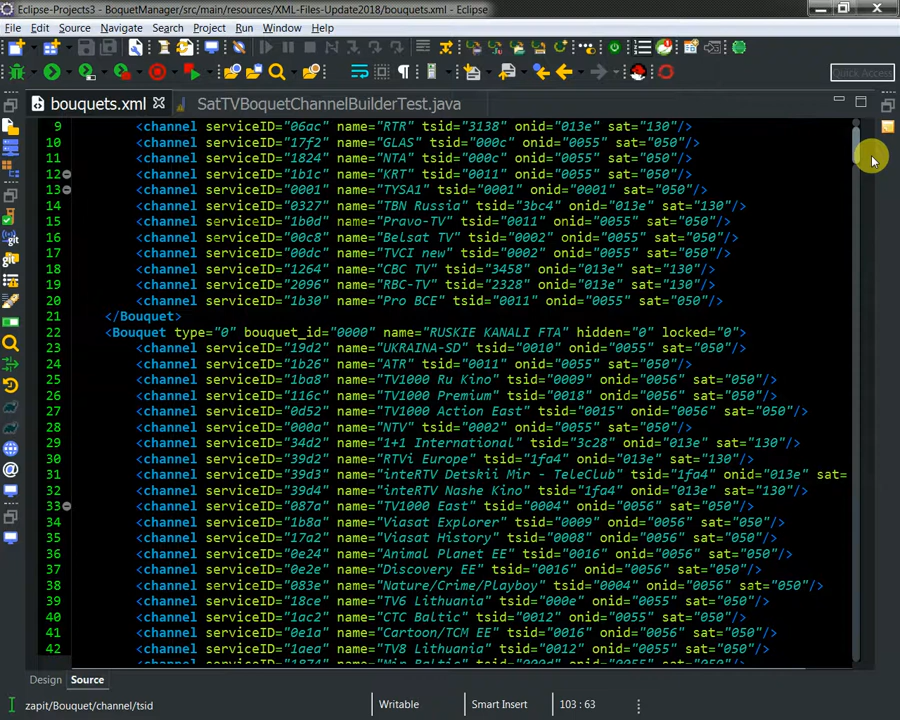 Eclipse-Projects3 - BoquetManager/src/main/resources/XML-Files-Update2018/bouquets.xml - Eclipse
File Edit Source Navigate Search Project Run Window Help
Quick Access
bouquets.xml SatTVBoquetChannelBuilderTest.java
9 <channel serviceID="06ac" name="RTR" tsid="3138" onid="013e" sat="130"/>
10 <channel serviceID="17f2" name="GLAS" tsid="000c" onid="0055" sat="050"/>
11 <channel serviceID="1824" name="NTA" tsid="000c" onid="0055" sat="050"/>
12 <channel serviceID="1b1c" name="KRT" tsid="0011" onid="0055" sat="050"/>
13 <channel serviceID="0001" name="TYSA1" tsid="0001" onid="0001" sat="050"/>
14 <channel serviceID="0327" name="TBN Russia" tsid="3bc4" onid="013e" sat="130"/>
15 <channel serviceID="1b0d" name="Pravo-TV" tsid="0011" onid="0055" sat="050"/>
16 <channel serviceID="00c8" name="Belsat TV" tsid="0002" onid="0055" sat="050"/>
17 <channel serviceID="00dc" name="TVCI new" tsid="0002" onid="0055" sat="050"/>
18 <channel serviceID="1264" name="CBC TV" tsid="3458" onid="013e" sat="130"/>
19 <channel serviceID="2096" name="RBC-TV" tsid="2328" onid="013e" sat="130"/>
20 <channel serviceID="1b30" name="Pro BCE" tsid="0011" onid="0055" sat="050"/>
21 </Bouquet>
22 <Bouquet type="0" bouquet_id="0000" name="RUSKIE KANALI FTA" hidden="0" locked="0">
23 <channel serviceID="19d2" name="UKRAINA-SD" tsid="0010" onid="0055" sat="050"/>
24 <channel serviceID="1b26" name="ATR" tsid="0011" onid="0055" sat="050"/>
25 <channel serviceID="1ba8" name="TV1000 Ru Kino" tsid="0009" onid="0056" sat="050"/>
26 <channel serviceID="116c" name="TV1000 Premium" tsid="0018" onid="0056" sat="050"/>
27 <channel serviceID="0d52" name="TV1000 Action East" tsid="0015" onid="0056" sat="050"/>
28 <channel serviceID="000a" name="NTV" tsid="0002" onid="0055" sat="050"/>
29 <channel serviceID="34d2" name="1+1 International" tsid="3c28" onid="013e" sat="130"/>
30 <channel serviceID="39d2" name="RTVi Europe" tsid="1fa4" onid="013e" sat="130"/>
31 <channel serviceID="39d3" name="inteRTV Detskii Mir - TeleClub" tsid="1fa4" onid="013e" sat=
32 <channel serviceID="39d4" name="inteRTV Nashe Kino" tsid="1fa4" onid="013e" sat="130"/>
33 <channel serviceID="087a" name="TV1000 East" tsid="0004" onid="0056" sat="050"/>
34 <channel serviceID="1b8a" name="Viasat Explorer" tsid="0009" onid="0056" sat="050"/>
35 <channel serviceID="17a2" name="Viasat History" tsid="0008" onid="0056" sat="050"/>
36 <channel serviceID="0e24" name="Animal Planet EE" tsid="0016" onid="0056" sat="050"/>
37 <channel serviceID="0e2e" name="Discovery EE" tsid="0016" onid="0056" sat="050"/>
38 <channel serviceID="083e" name="Nature/Crime/Playboy" tsid="0004" onid="0056" sat="050"/>
39 <channel serviceID="18ce" name="TV6 Lithuania" tsid="000e" onid="0055" sat="050"/>
40 <channel serviceID="1ac2" name="CTC Baltic" tsid="0012" onid="0055" sat="050"/>
41 <channel serviceID="0e1a" name="Cartoon/TCM EE" tsid="0016" onid="0056" sat="050"/>
42 <channel serviceID="1aea" name="TV8 Lithuania" tsid="0012" onid="0055" sat="050"/>
Design Source
zapit/Bouquet/channel/tsid Writable Smart Insert 103 : 63